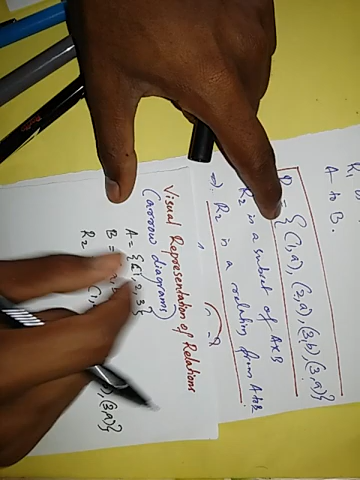 A to B.
= { (1,a), (2,a), (3,b), (3,a)}
R2 is a subset of A×B
⇒ R2 is a relation from A to B.
Visual Representation of Relations
(arrow diagrams)
A = {1, 2, 3}
B =
R2
(3,a)}